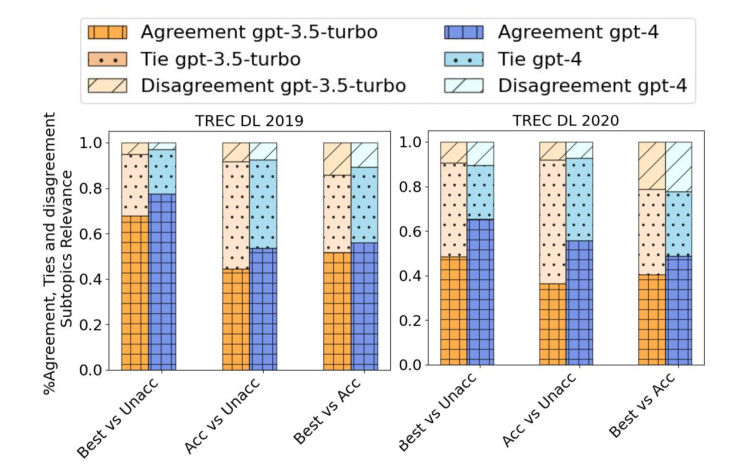 Agreement gpt-3.5-turbo
Tie gpt-3.5-turbo
Disagreement gpt-3.5-turbo
Agreement gpt-4
Tie gpt-4
Disagreement gpt-4
%Agreement, Ties and disagreement
Subtopics Relevance
TREC DL 2019
1.0
0.8
0.6
0.4
0.2
0.0
Best vs Unacc
Acc vs Unacc
Best vs Acc
TREC DL 2020
1.0
0.8
0.6
0.4
0.2
0.0
Best vs Unacc
Acc vs Unacc
Best vs Acc